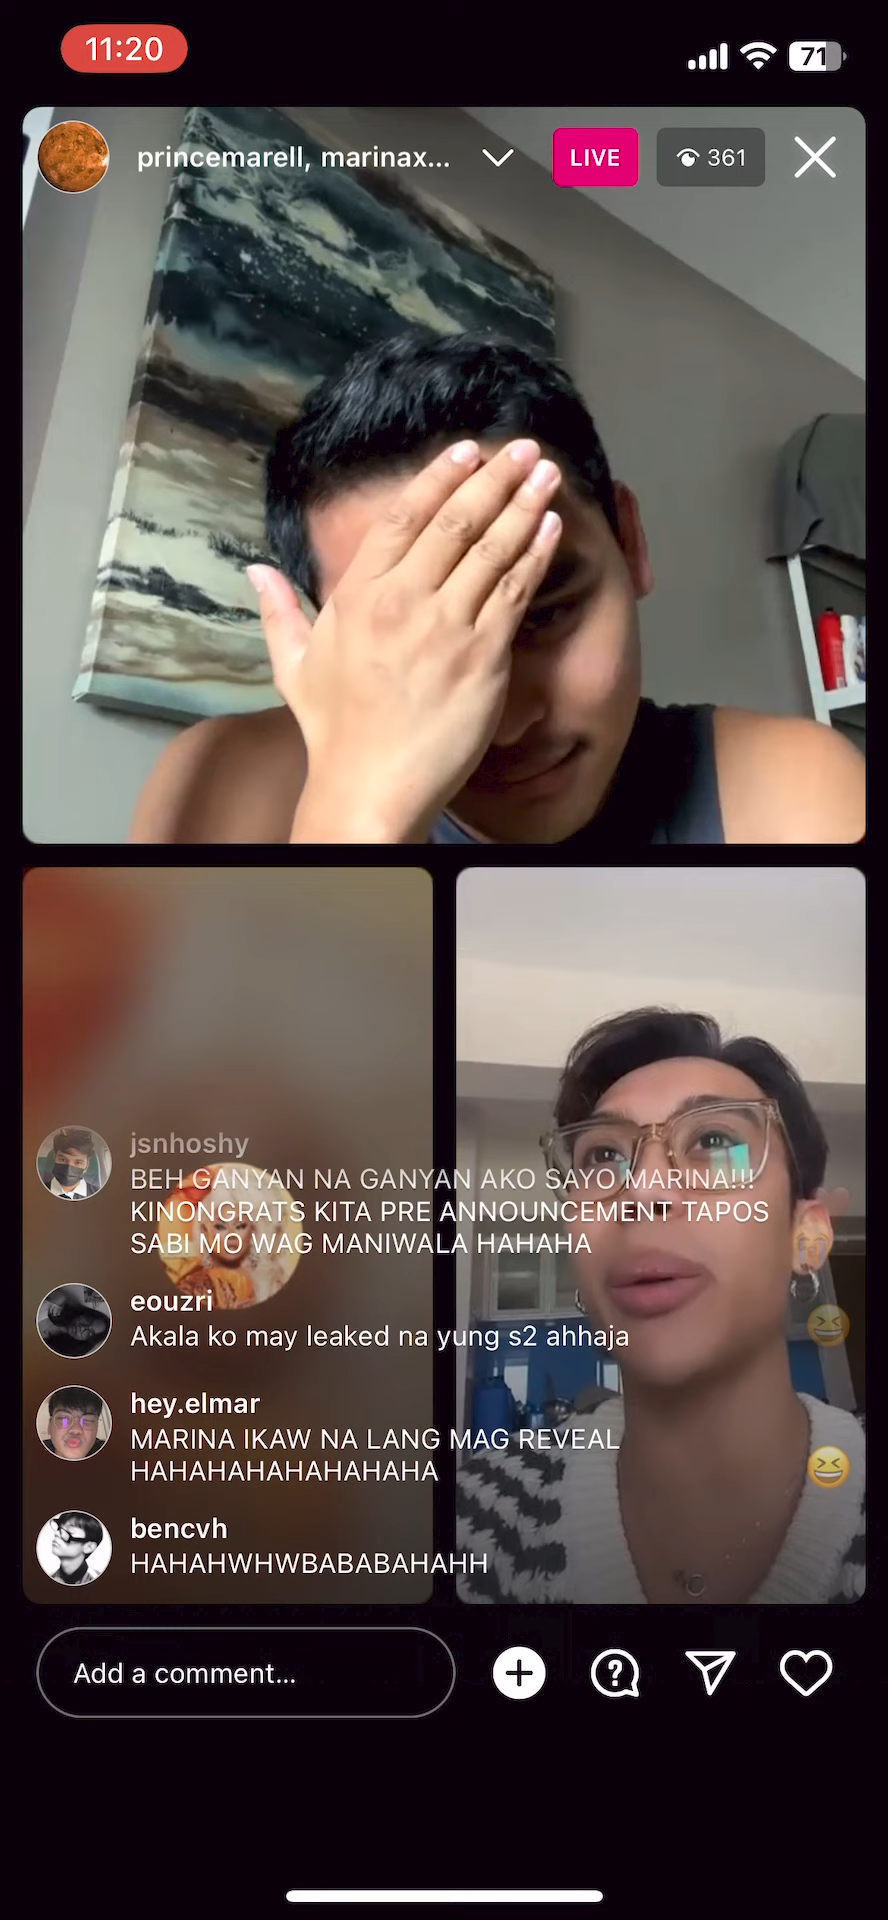 11:20
71
princemarell, marinax...
LIVE
361
jsnhoshy
BEH GANYAN NA GANYAN AKO SAYO MARINA!!!
KINONGRATS KITA PRE ANNOUNCEMENT TAPOS
SABI MO WAG MANIWALA HAHAHA
eouzri
Akala ko may leaked na yung s2 ahhaja
hey.elmar
MARINA IKAW NA LANG MAG REVEAL
HAHAHAHAHAHAHAHA
bencvh
HAHAHWHWBABABAHAHH
Add a comment...